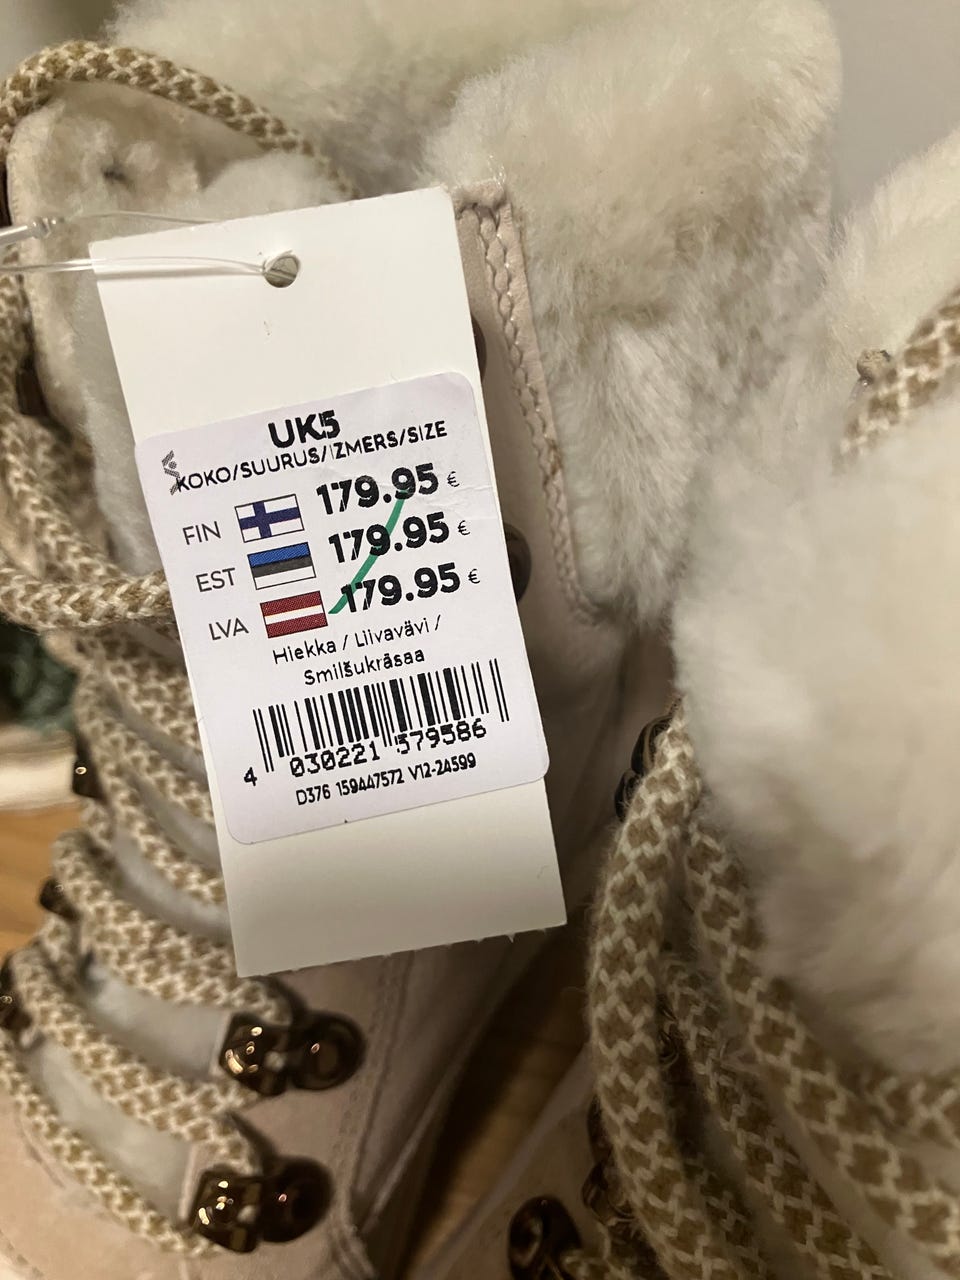 UK5
KOKO/SUURUS/IZMERS/SIZE
FIN 179.95 €
EST 179.95 €
LVA 179.95 €
Hiekka / Liivavävi /
Smilšukrāsaa
4 030221 579586
D376 159447572 V12-24599